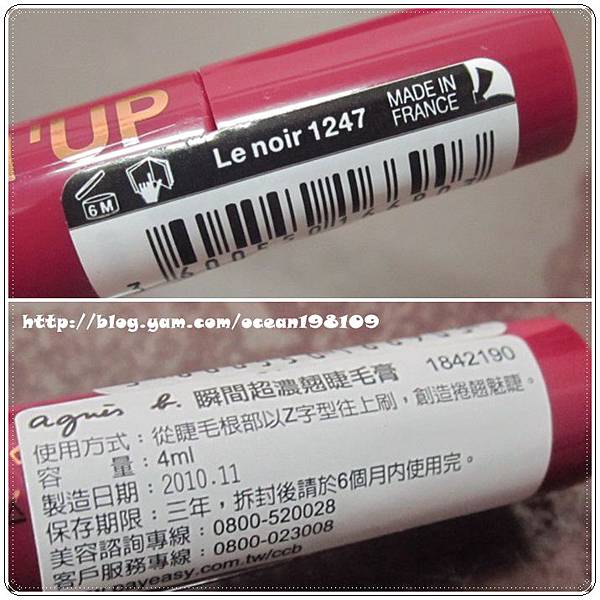 'UP
Le noir 1247
MADE IN
FRANCE
6 M
http://blog.yam.com/ocean198109
agnès b. 瞬間超濃翹睫毛膏 1842190
使用方式：從睫毛根部以Z字型往上刷，創造捲翹魅睫。
容　　量：4ml
製造日期：2010.11
保存期限：三年，拆封後請於6個月內使用完。
美容諮詢專線：0800-520028
客戶服務專線：0800-023008
payeasy.com.tw/ccb